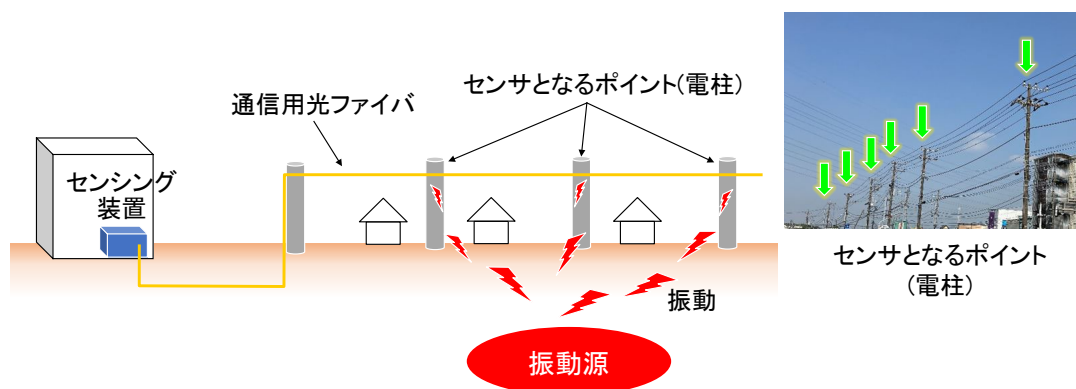 センサとなるポイント(電柱)
通信用光ファイバ
センシング
装置
振動
振動源
センサとなるポイント
(電柱)